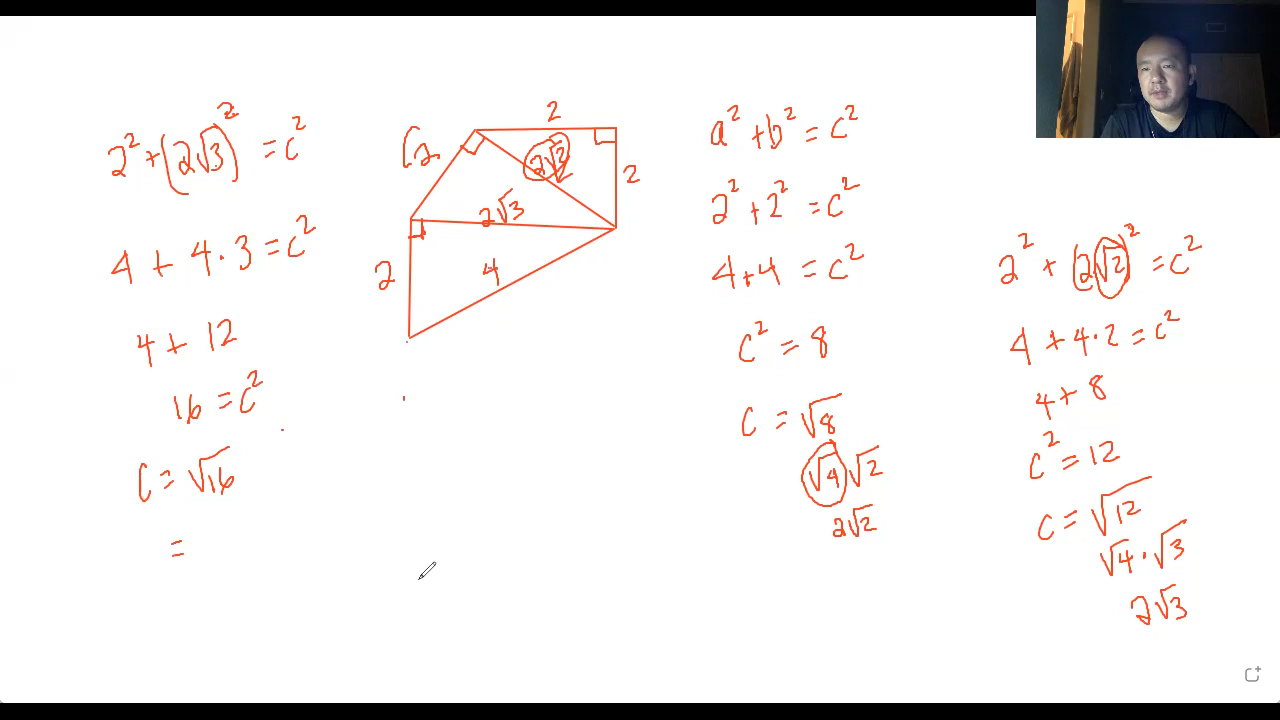 2² + (2√3)² = c²
4 + 4 · 3 = c²
4 + 12
16 = c²
c = √16
=
2
2
2√2
2
2√3
2
4
a² + b² = c²
2² + 2² = c²
4 + 4 = c²
c² = 8
c = √8
√4 √2
2√2
2² + (2√2)² = c²
4 + 4 · 2 = c²
4 + 8
c² = 12
c = √12
√4 · √3
2√3